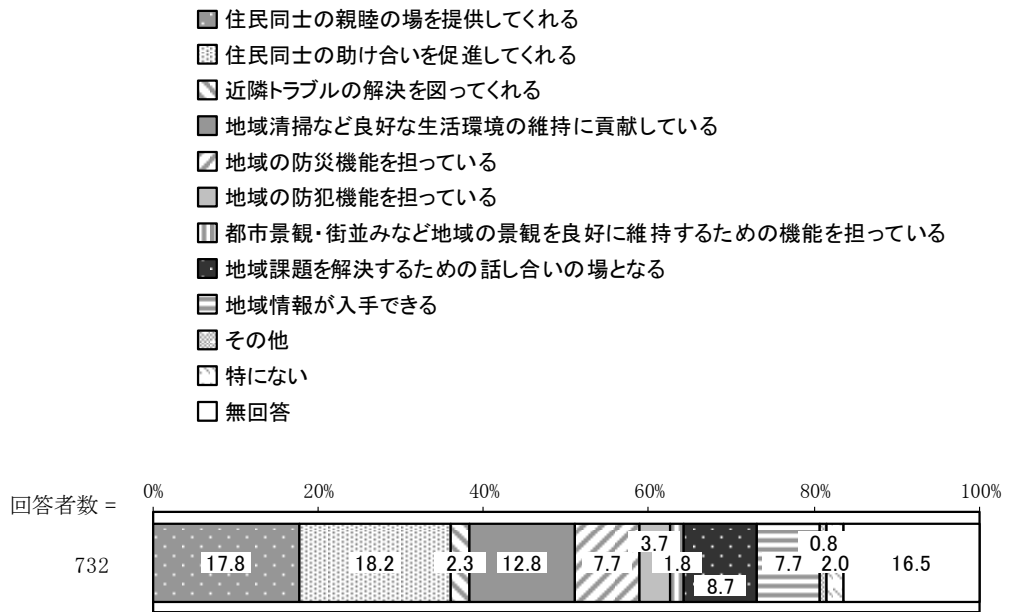 住民同士の親睦の場を提供してくれる
住民同士の助け合いを促進してくれる
近隣トラブルの解決を図ってくれる
地域清掃など良好な生活環境の維持に貢献している
地域の防災機能を担っている
地域の防犯機能を担っている
都市景観・街並みなど地域の景観を良好に維持するための機能を担っている
地域課題を解決するための話し合いの場となる
地域情報が入手できる
その他
特にない
無回答
回答者数 =
0% 20% 40% 60% 80% 100%
732
17.8 18.2 2.3 12.8 7.7 3.7 1.8 8.7 7.7 0.8 2.0 16.5